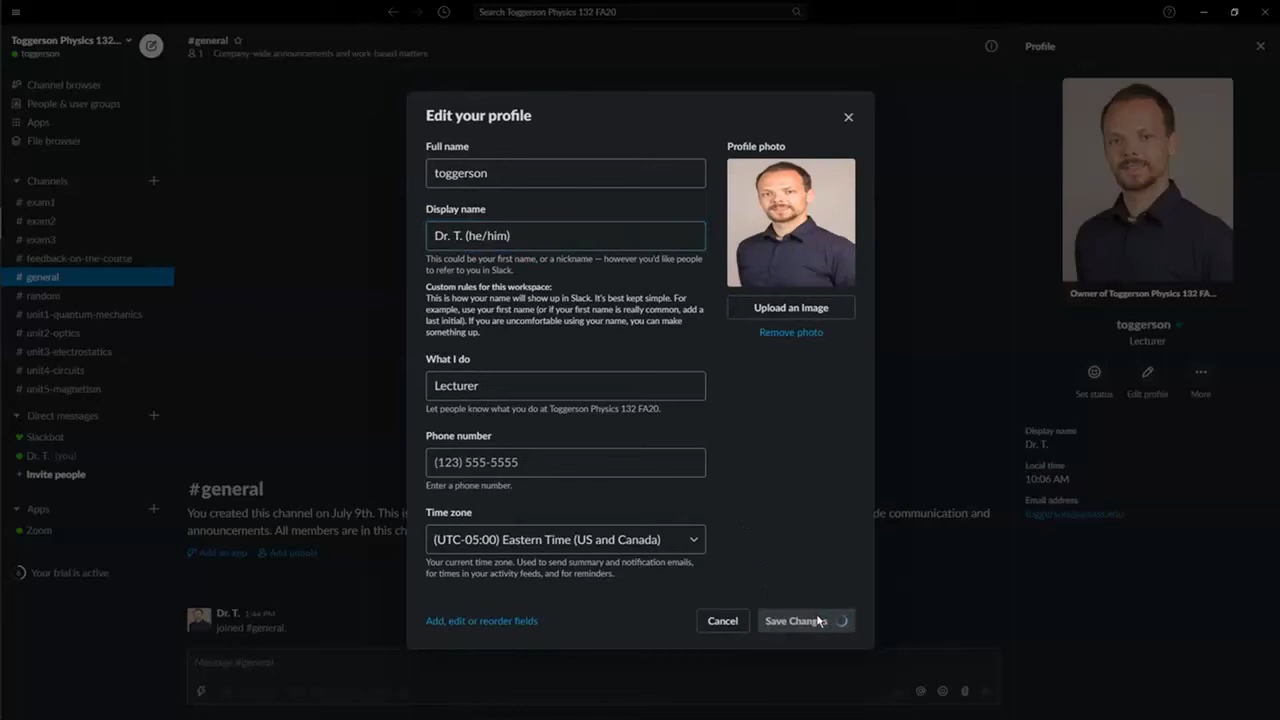 Search Toggerson Physics 132 FA20
Toggerson Physics 132...
toggerson
#general
1
Company-wide announcements and work-based matters
Profile
Channel browser
People & user groups
Apps
File browser
Channels
# exam1
# exam2
# exam3
# feedback-on-the-course
# general
# random
# unit1-quantum-mechanics
# unit2-optics
# unit3-electrostatics
# unit4-circuits
# unit5-magnetism
Direct messages
Slackbot
Dr. T. (you)
+ Invite people
Apps
Zoom
Your trial is active
#general
You created this channel on July 9th. This is
de communication and
announcements. All members are in this ch
Add an app
Add people
Dr. T. 1:44 PM
joined #general.
Message #general
Edit your profile
Full name
toggerson
Display name
Dr. T. (he/him)
This could be your first name, or a nickname — however you'd like people
to refer to you in Slack.
Custom rules for this workspace:
This is how your name will show up in Slack. It's best kept simple. For
example, use your first name (or if your first name is really common, add a
last initial). If you are uncomfortable using your name, you can make
something up.
What I do
Lecturer
Let people know what you do at Toggerson Physics 132 FA20.
Phone number
(123) 555-5555
Enter a phone number.
Time zone
(UTC-05:00) Eastern Time (US and Canada)
Your current time zone. Used to send summary and notification emails,
for times in your activity feeds, and for reminders.
Add, edit or reorder fields
Cancel
Save Changes
Profile photo
Upload an Image
Remove photo
Owner of Toggerson Physics 132 FA...
toggerson
Lecturer
Set status
Edit profile
More
Display name
Dr. T.
Local time
10:06 AM
Email address